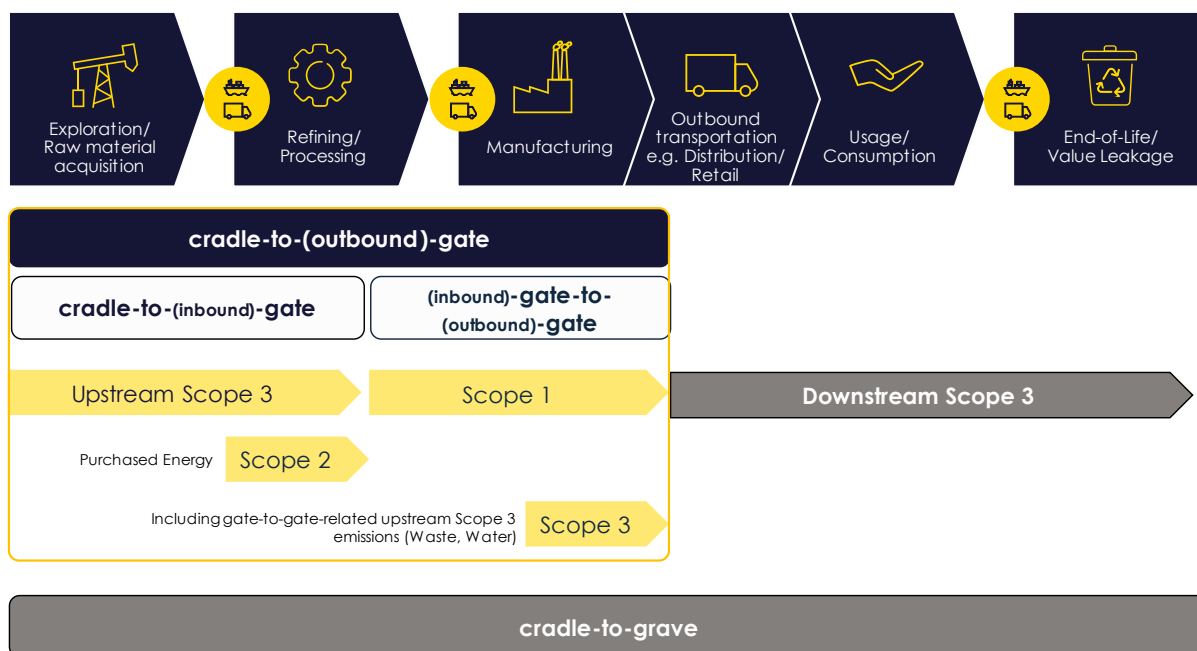 Exploration/
Raw material
acquisition
Refining/
Processing
Manufacturing
Outbound
transportation
e.g. Distribution/
Retail
Usage/
Consumption
End-of-Life/
Value Leakage
cradle-to-(outbound)-gate
cradle-to-(inbound)-gate
(inbound)-gate-to-
(outbound)-gate
Upstream Scope 3
Scope 1
Downstream Scope 3
Purchased Energy
Scope 2
Including gate-to-gate-related upstream Scope 3
emissions (Waste, Water)
Scope 3
cradle-to-grave